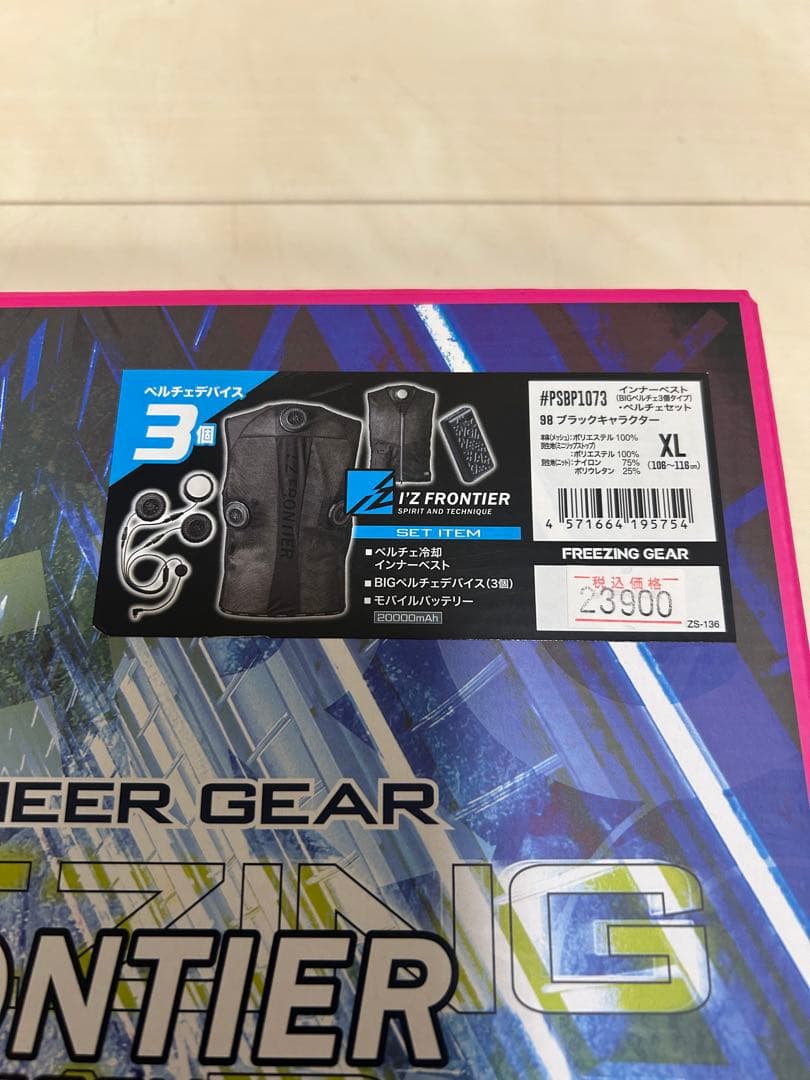 ペルチェデバイス
3個
I'Z FRONTIER
I'Z FRONTIER
SPIRIT AND TECHNIQUE
SET ITEM
■ペルチェ冷却
インナーベスト
■BIGペルチェデバイス(3個)
■モバイルバッテリー
20000mAh
#PSBP1073
インナーベスト
(BIGペルチェ3個タイプ)
・ペルチェセット
98 ブラックキャラクター
本体(メッシュ):ポリエステル 100%
別生地(ミニリップストップ)
:ポリエステル 100%
別生地(ニット):ナイロン 75%
ポリウレタン 25%
XL
(108〜116cm)
4 571664 195754
FREEZING GEAR
税込価格
23900
ZS-136
NEER GEAR
EZING
ONTIER